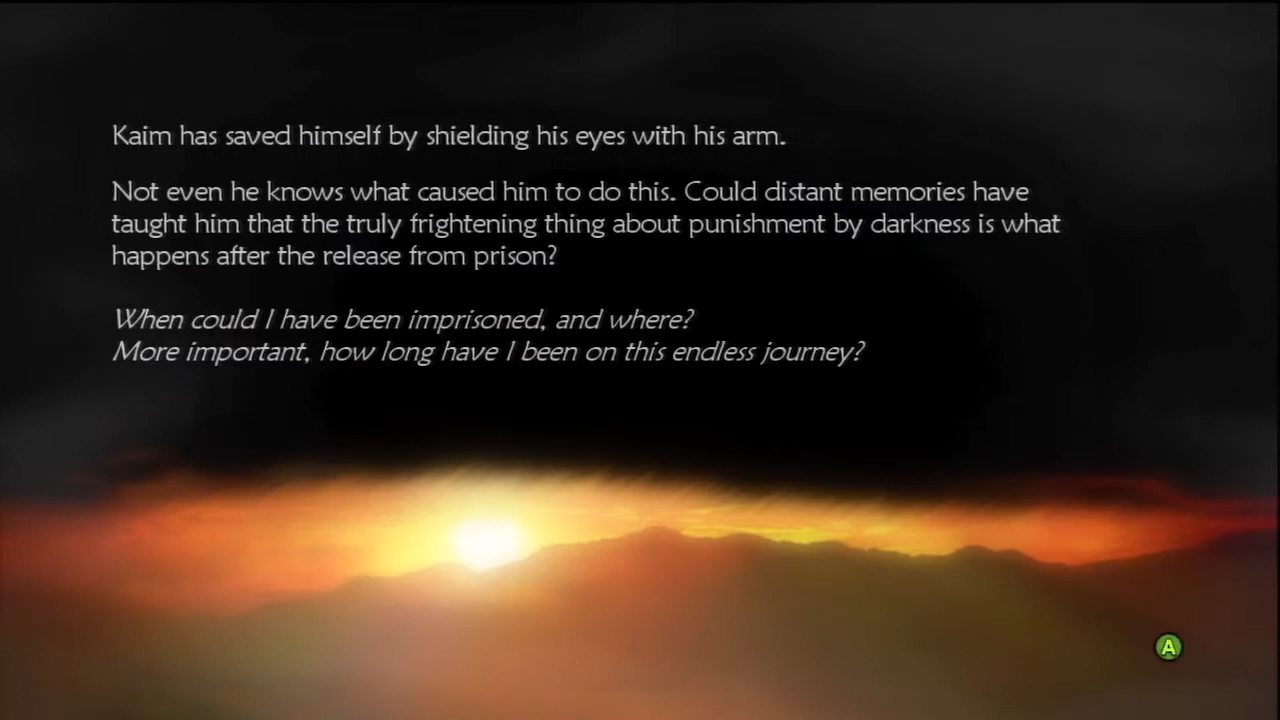 Kaim has saved himself by shielding his eyes with his arm.
Not even he knows what caused him to do this. Could distant memories have
taught him that the truly frightening thing about punishment by darkness is what
happens after the release from prison?
When could I have been imprisoned, and where?
More important, how long have I been on this endless journey?
A